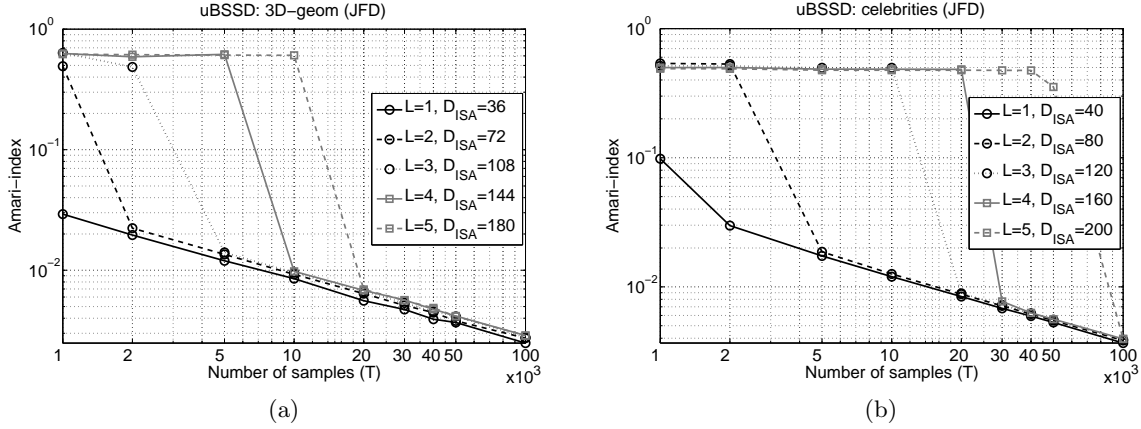 uBSSD: 3D−geom (JFD)
10^0
10^−1
10^−2
Amari−index
L=1, D_ISA=36
L=2, D_ISA=72
L=3, D_ISA=108
L=4, D_ISA=144
L=5, D_ISA=180
1 2 5 10 20 30 40 50 100
Number of samples (T)
x10^3
(a)
uBSSD: celebrities (JFD)
10^0
10^−1
10^−2
Amari−index
L=1, D_ISA=40
L=2, D_ISA=80
L=3, D_ISA=120
L=4, D_ISA=160
L=5, D_ISA=200
1 2 5 10 20 30 40 50 100
Number of samples (T)
x10^3
(b)